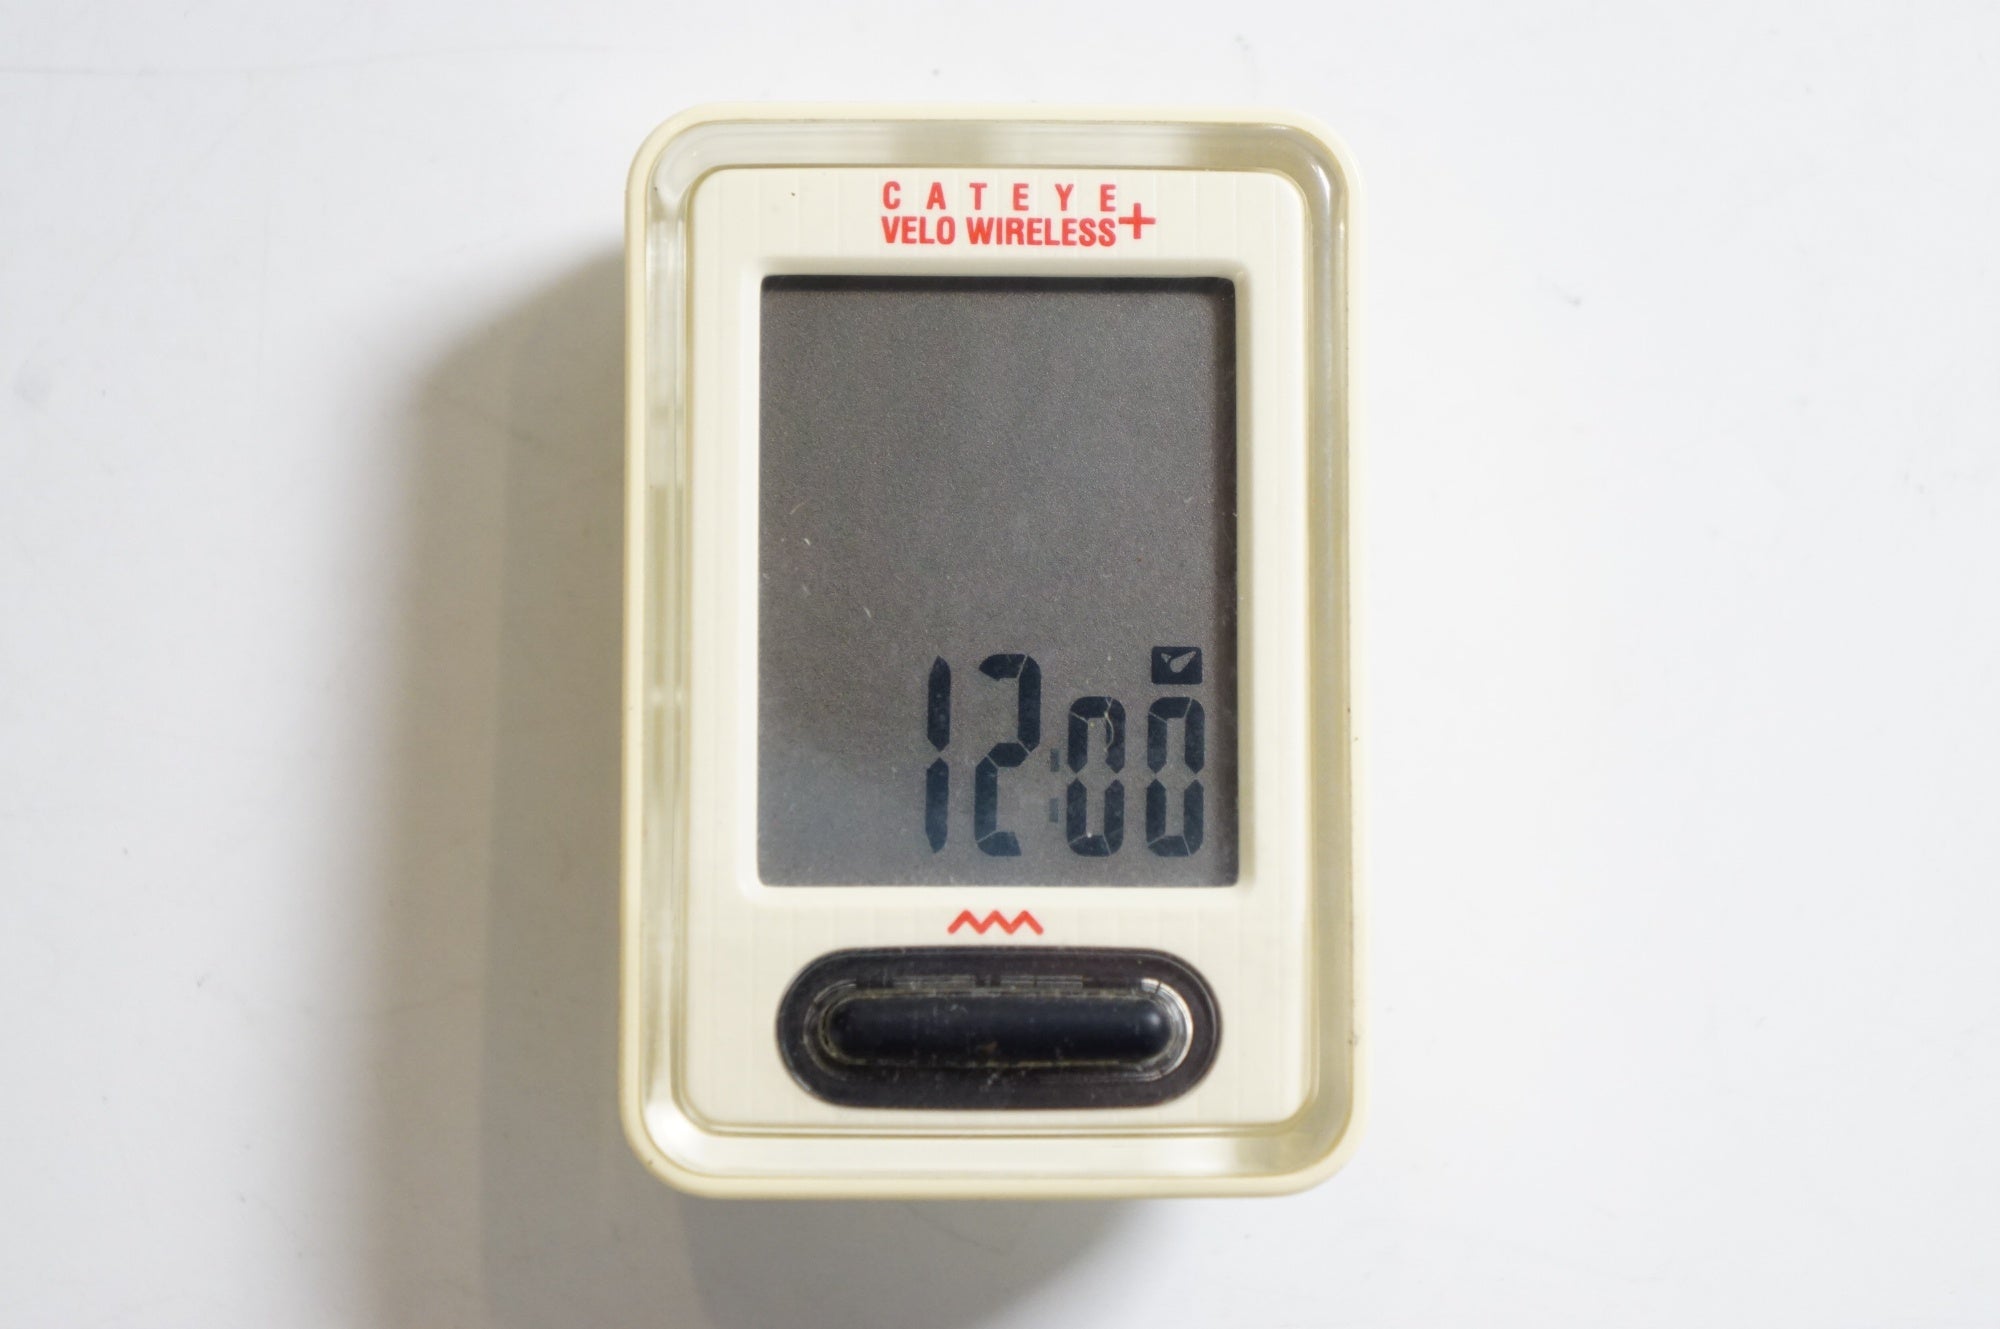 CATEYE
VELO WIRELESS+
12:00